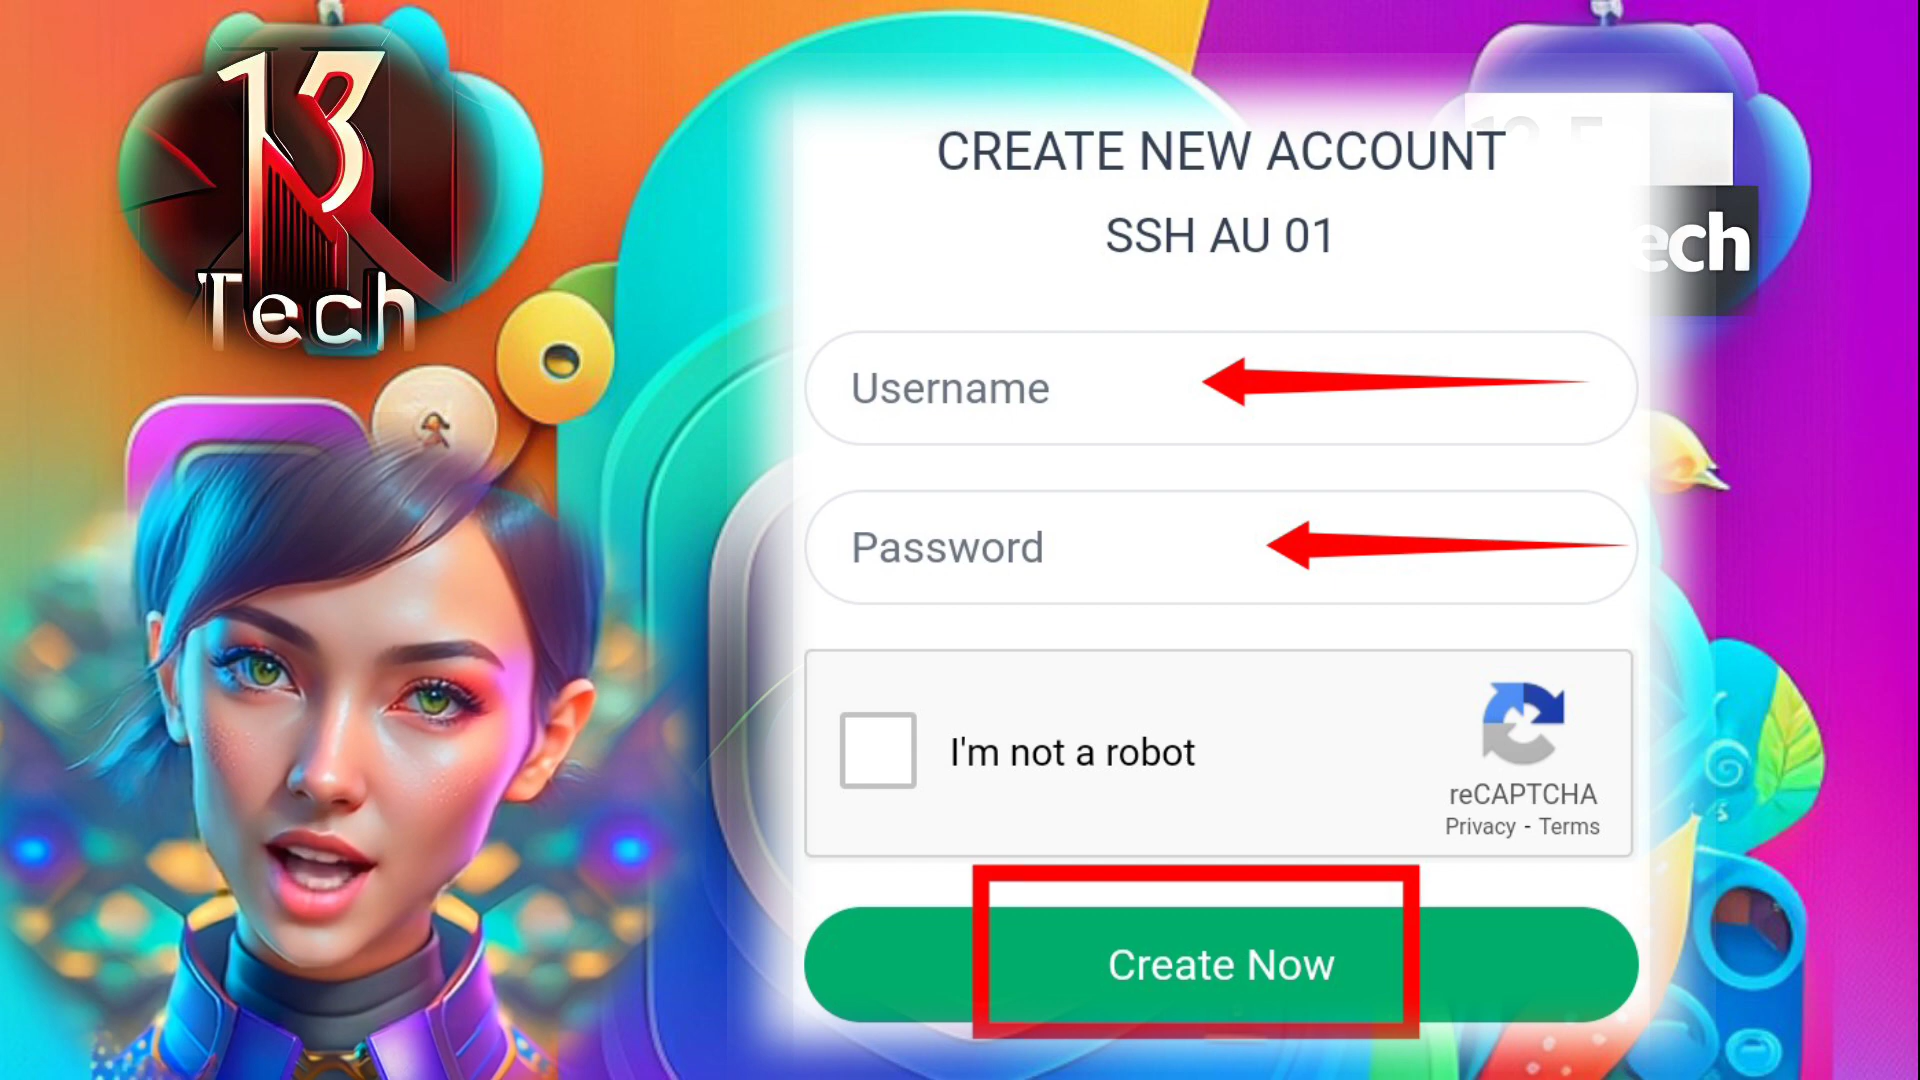 13
Tech
CREATE NEW ACCOUNT
SSH AU 01
ech
Username
Password
I'm not a robot
reCAPTCHA
Privacy - Terms
Create Now